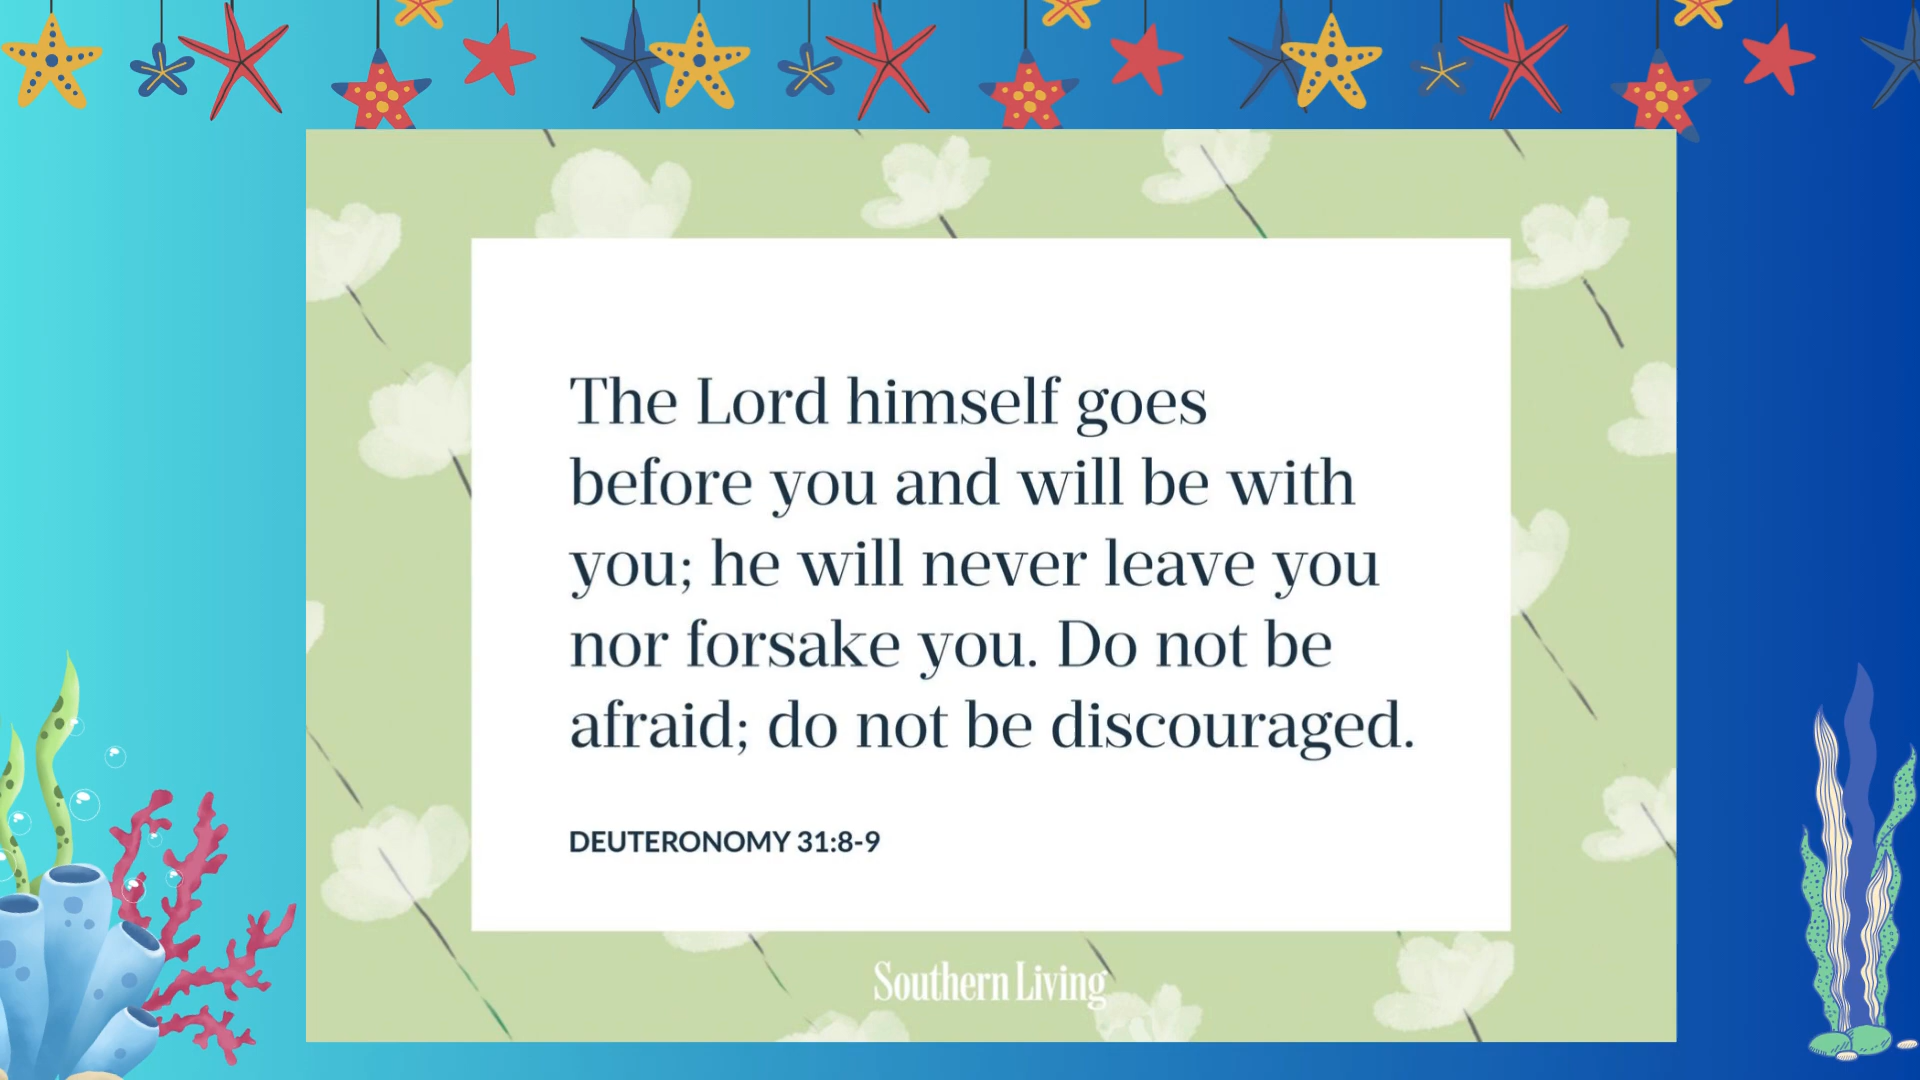 The Lord himself goes
before you and will be with
you; he will never leave you
nor forsake you. Do not be
afraid; do not be discouraged.
DEUTERONOMY 31:8-9
Southern Living